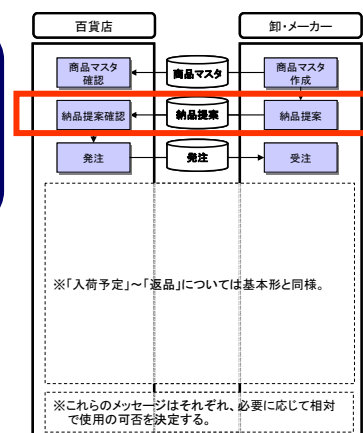 百貨店
卸・メーカー
商品マスタ
確認
商品マスタ
商品マスタ
作成
納品提案確認
納品提案
納品提案
発注
発注
受注
※「入荷予定」～「返品」については基本形と同様。
※これらのメッセージはそれぞれ、必要に応じて相対
で使用の可否を決定する。